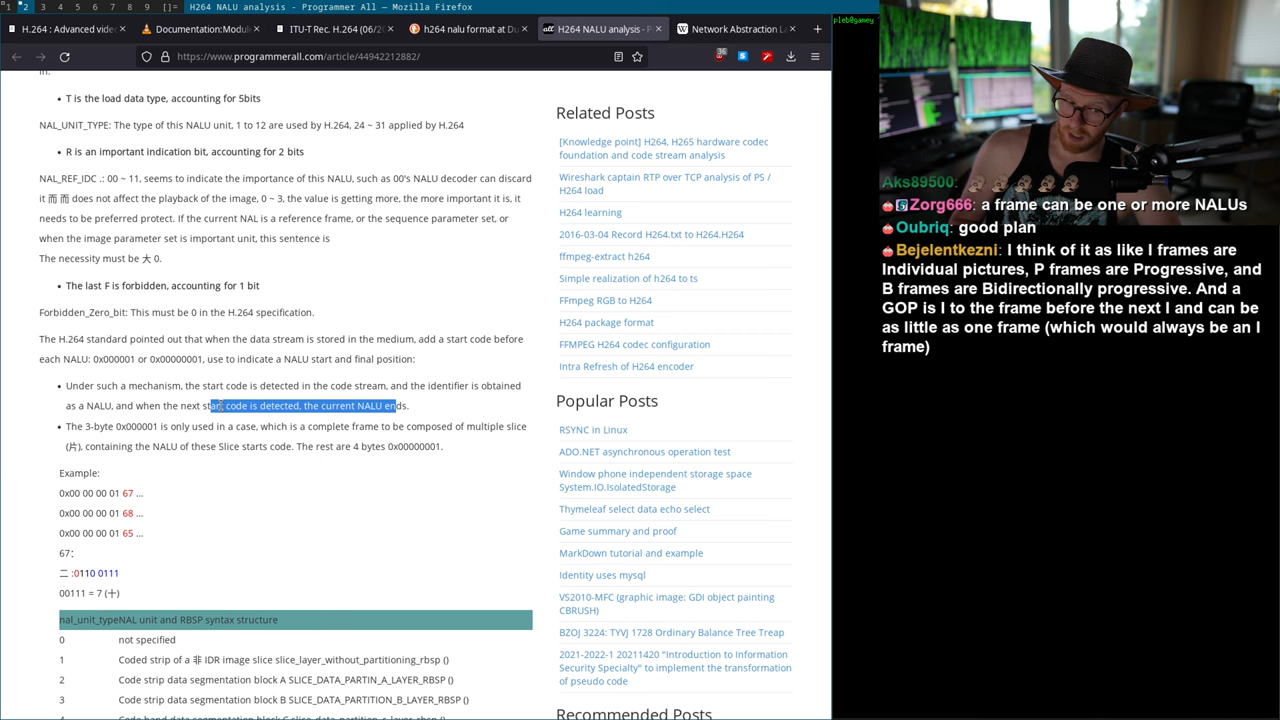 1 2 3 4 5 6 7 8 9 []= H264 NALU analysis - Programmer All — Mozilla Firefox
H.264 : Advanced video
Documentation:Modul
ITU-T Rec. H.264 (06/2
h264 nalu format at Du
H264 NALU analysis - P
Network Abstraction La
https://www.programmerall.com/article/44942212882/
in.
• T is the load data type, accounting for 5bits
NAL_UNIT_TYPE: The type of this NALU unit, 1 to 12 are used by H.264, 24 ~ 31 applied by H.264
• R is an important indication bit, accounting for 2 bits
NAL_REF_IDC .: 00 ~ 11, seems to indicate the importance of this NALU, such as 00's NALU decoder can discard
it 而 而 does not affect the playback of the image, 0 ~ 3, the value is getting more, the more important it is, it
needs to be preferred protect. If the current NAL is a reference frame, or the sequence parameter set, or
when the image parameter set is important unit, this sentence is
The necessity must be 大 0.
• The last F is forbidden, accounting for 1 bit
Forbidden_Zero_bit: This must be 0 in the H.264 specification.
The H.264 standard pointed out that when the data stream is stored in the medium, add a start code before
each NALU: 0x000001 or 0x00000001, use to indicate a NALU start and final position:
• Under such a mechanism, the start code is detected in the code stream, and the identifier is obtained
as a NALU, and when the next start code is detected, the current NALU ends.
• The 3-byte 0x000001 is only used in a case, which is a complete frame to be composed of multiple slice
(片), containing the NALU of these Slice starts code. The rest are 4 bytes 0x00000001.
Example:
0x00 00 00 01 67 ...
0x00 00 00 01 68 ...
0x00 00 00 01 65 ...
67：
二 :0110 0111
00111 = 7 (十)
nal_unit_typeNAL unit and RBSP syntax structure
0 not specified
1 Coded strip of a 非 IDR image slice slice_layer_without_partitioning_rbsp ()
2 Code strip data segmentation block A SLICE_DATA_PARTIN_A_LAYER_RBSP ()
3 Code strip data segmentation block B SLICE_DATA_PARTITION_B_LAYER_RBSP ()
Related Posts
[Knowledge point] H264, H265 hardware codec
foundation and code stream analysis
Wireshark captain RTP over TCP analysis of PS /
H264 load
H264 learning
2016-03-04 Record H264.txt to H264.H264
ffmpeg-extract h264
Simple realization of h264 to ts
FFmpeg RGB to H264
H264 package format
FFMPEG H264 codec configuration
Intra Refresh of H264 encoder
Popular Posts
RSYNC in Linux
ADO.NET asynchronous operation test
Window phone independent storage space
System.IO.IsolatedStorage
Thymeleaf select data echo select
Game summary and proof
MarkDown tutorial and example
Identity uses mysql
VS2010-MFC (graphic image: GDI object painting
CBRUSH)
BZOJ 3224: TYVJ 1728 Ordinary Balance Tree Treap
2021-2022-1 20211420 "Introduction to Information
Security Specialty" to implement the transformation
of pseudo code
Recommended Posts
pleb@gamey
Aks89500:
Zorg666: a frame can be one or more NALUs
Oubriq: good plan
Bejelentkezni: I think of it as like I frames are
Individual pictures, P frames are Progressive, and
B frames are Bidirectionally progressive. And a
GOP is I to the frame before the next I and can be
as little as one frame (which would always be an I
frame)